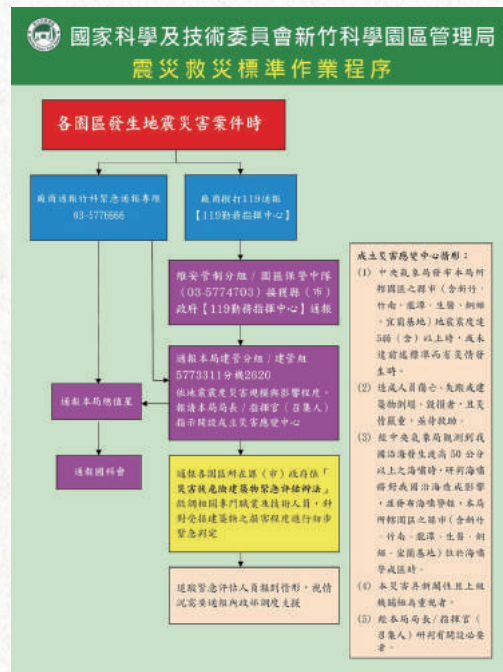 國家科學及技術委員會新竹科學園區管理局
震災救災標準作業程序
各園區發生地震災害案件時
廠商通報竹科緊急通報專線
03-5776666
廠商撥打119通報
【119勤務指揮中心】
維安管制分組/園區保警中隊
(03-5774703)接獲縣(市)
政府【119勤務指揮中心】通報
通報本局建管分組/建管組
5773311分機2620
依地震震度災害規模與影響程度,
報請本局局長/指揮官(召集人)
指示開設成立災害應變中心
通報本局總值星
通報國科會
通報各園區所在縣(市)政府依「
災害後危險建築物緊急評估辦法」
徵調相關專門職業及技術人員,針
對受損建築物之損害程度進行初步
緊急判定
追蹤緊急評估人員報到情形,視情
況需要通報內政部調度支援
成立災害應變中心情形:
(1) 中央氣象局發布本局所
轄園區之縣市(含新竹、
竹南、龍潭、生醫、銅鑼
、宜蘭基地)地震震度達
5弱(含)以上時,或未
達前述標準而有災情發
生時。
(2) 造成人員傷亡、失蹤或建
築物倒塌、毀損者,且災
情嚴重,亟待救助。
(3) 經中央氣象局觀測到我
國沿海發生波高50公分
以上之海嘯時,研判海嘯
將對我國沿海造成影響
,並發布海嘯警報,本局
所轄園區之縣市(含新竹
、竹南、龍潭、生醫、銅
鑼、宜蘭基地)位於海嘯
警戒區時。
(4) 本災害具新聞性且上級
機關極為重視者。
(5) 經本局局長/指揮官
(召集人)研判有開設必
要者。